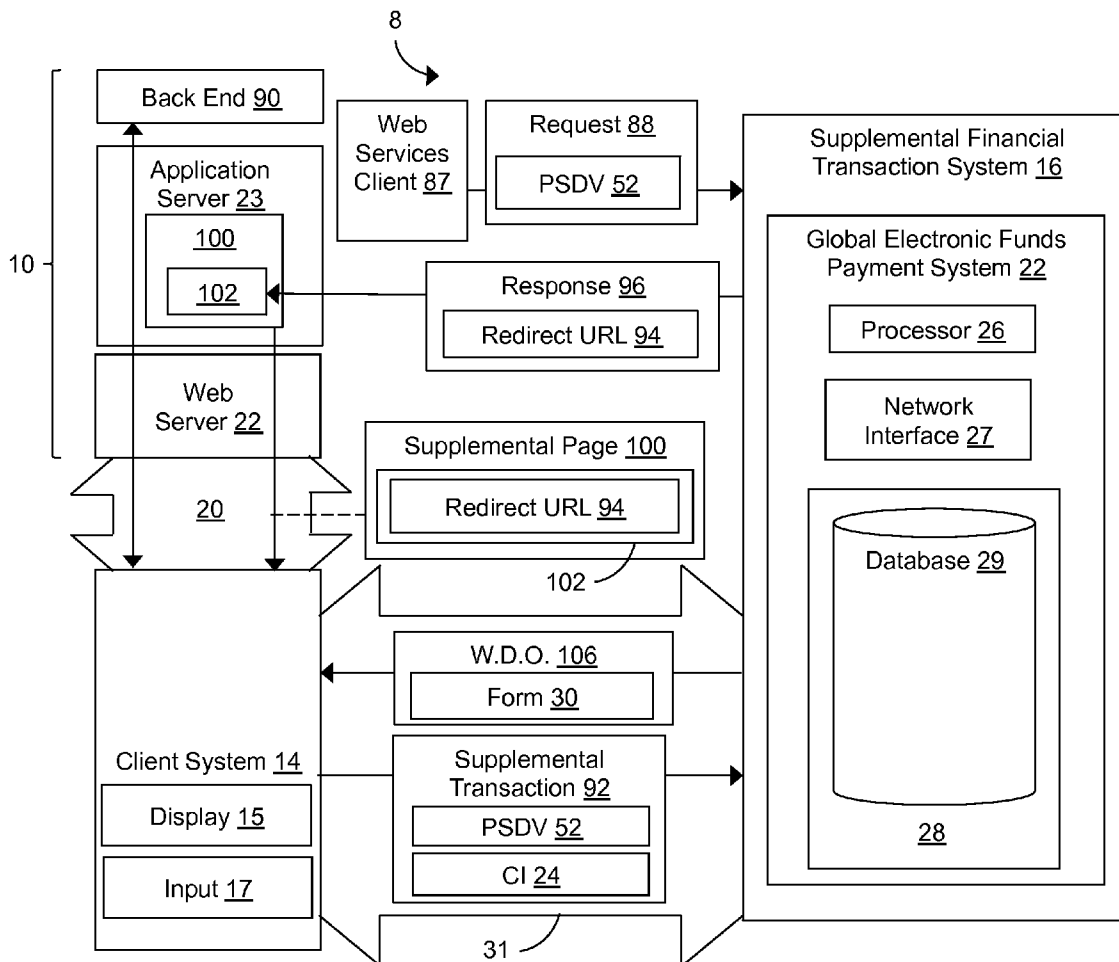 8
10
Back End 90
Application
Server 23
100
102
Web
Server 22
Web
Services
Client 87
Request 88
PSDV 52
Response 96
Redirect URL 94
Supplemental Financial
Transaction System 16
Global Electronic Funds
Payment System 22
Processor 26
Network
Interface 27
Database 29
28
20
Supplemental Page 100
Redirect URL 94
102
W.D.O. 106
Form 30
Client System 14
Display 15
Input 17
Supplemental
Transaction 92
PSDV 52
CI 24
31